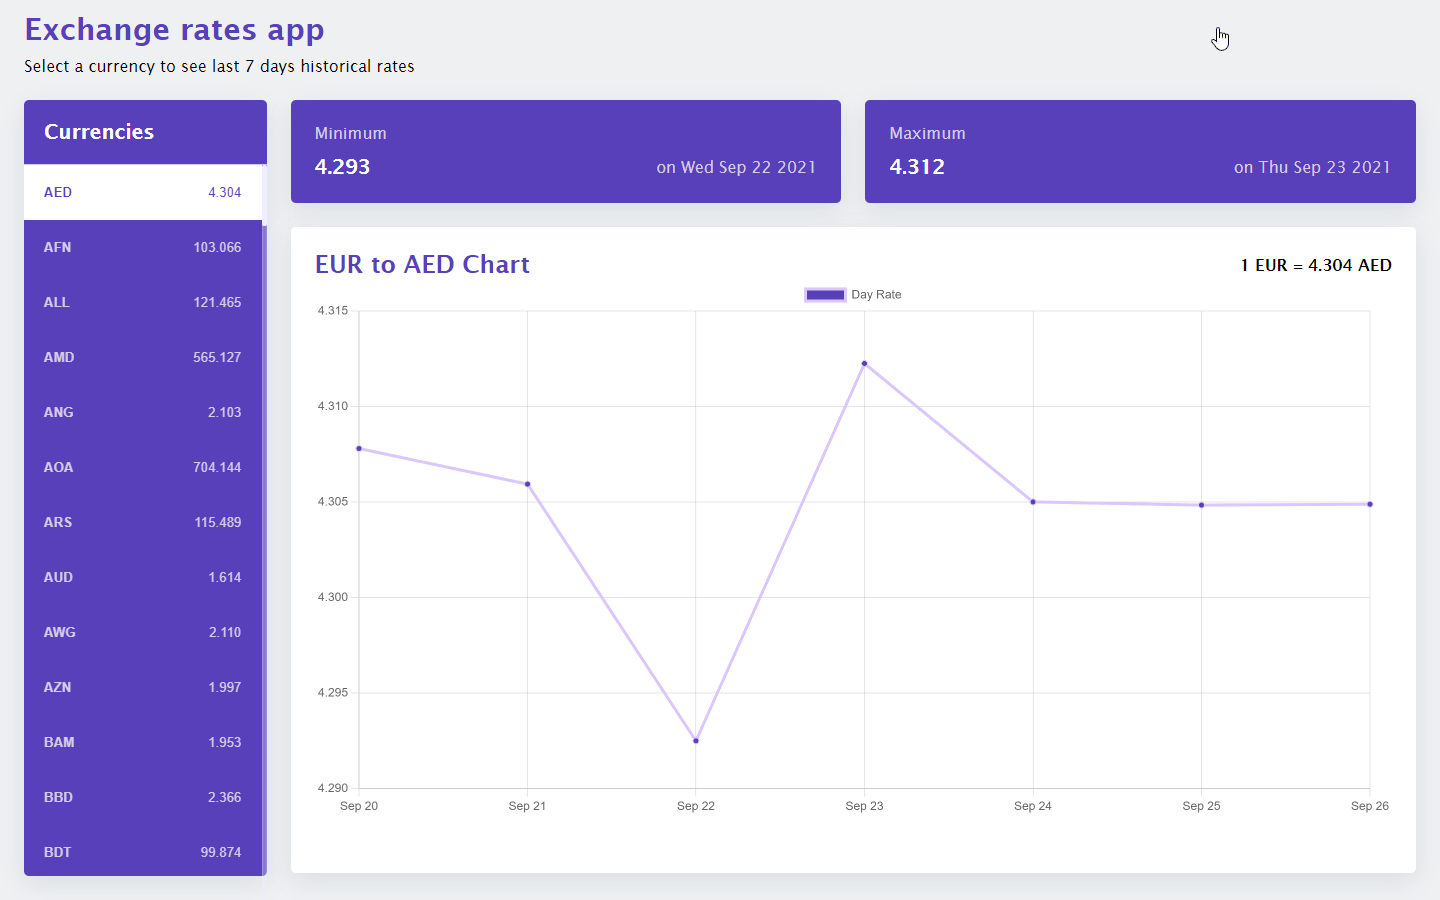 Exchange rates app
Select a currency to see last 7 days historical rates
Currencies
AED 4.304
AFN 103.066
ALL 121.465
AMD 565.127
ANG 2.103
AOA 704.144
ARS 115.489
AUD 1.614
AWG 2.110
AZN 1.997
BAM 1.953
BBD 2.366
BDT 99.874
Minimum
4.293 on Wed Sep 22 2021
Maximum
4.312 on Thu Sep 23 2021
EUR to AED Chart
1 EUR = 4.304 AED
Day Rate
4.315
4.310
4.305
4.300
4.295
4.290
Sep 20 Sep 21 Sep 22 Sep 23 Sep 24 Sep 25 Sep 26